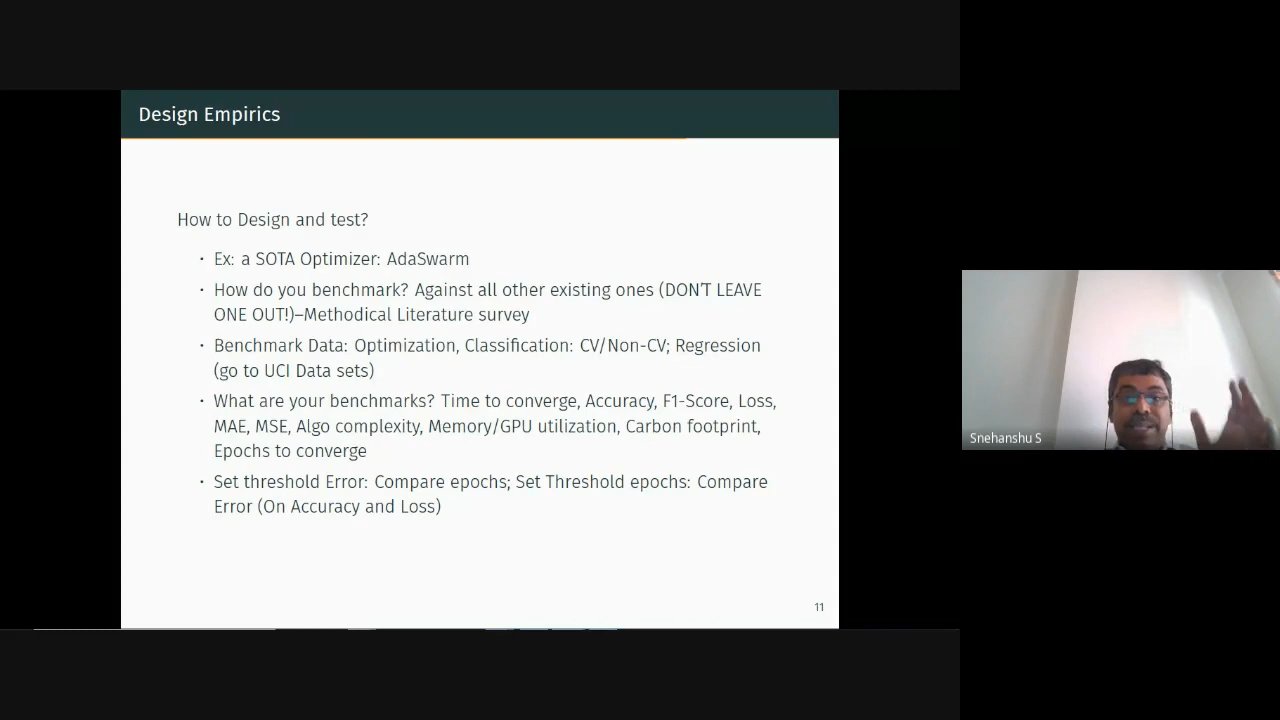 Design Empirics
How to Design and test?
· Ex: a SOTA Optimizer: AdaSwarm
· How do you benchmark? Against all other existing ones (DON'T LEAVE
ONE OUT!)–Methodical Literature survey
· Benchmark Data: Optimization, Classification: CV/Non-CV; Regression
(go to UCI Data sets)
· What are your benchmarks? Time to converge, Accuracy, F1-Score, Loss,
MAE, MSE, Algo complexity, Memory/GPU utilization, Carbon footprint,
Epochs to converge
· Set threshold Error: Compare epochs; Set Threshold epochs: Compare
Error (On Accuracy and Loss)
11
Snehanshu S